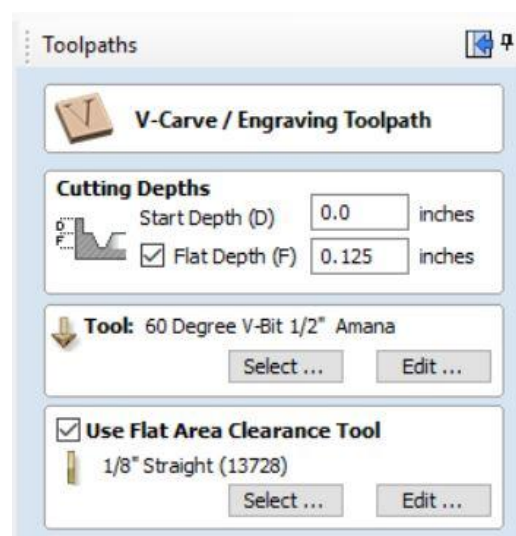 Toolpaths
V
V-Carve / Engraving Toolpath
Cutting Depths
D
Start Depth (D) 0.0 inches
F
Flat Depth (F) 0.125 inches
Tool: 60 Degree V-Bit 1/2" Amana
Select ... Edit ...
Use Flat Area Clearance Tool
1/8" Straight (13728)
Select ... Edit ...